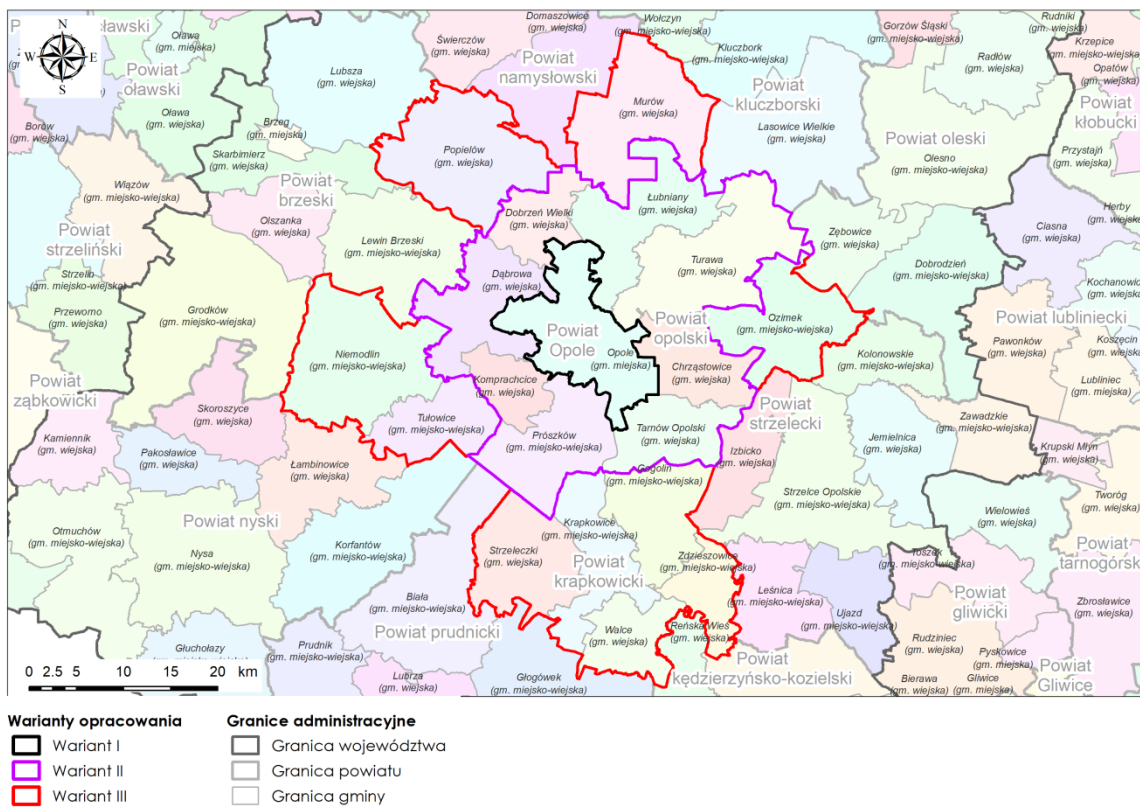 N
W
E
S
Powiat
oławski
Oława
(gm. miejska)
Powiat
oławski
Oława
(gm. wiejska)
Borów
(gm. wiejska)
Wiązów
(gm. miejsko-wiejska)
Powiat
strzeliński
Strzelin
Przeworno
(gm. wiejska)
Powiat
ząbkowicki
Kamiennik
(gm. wiejska)
Otmuchów
(gm. miejsko-wiejska)
Lubsza
(gm. wiejska)
Brzeg
(gm. miejska)
Skarbimierz
(gm. wiejska)
Powiat
brzeski
Olszanka
(gm. wiejska)
Lewin Brzeski
(gm. miejsko-wiejska)
Grodków
(gm. miejsko-wiejska)
Niemodlin
(gm. miejsko-wiejska)
Skoroszyce
(gm. wiejska)
Pakosławice
(gm. wiejska)
Łambinowice
(gm. wiejska)
Powiat nyski
Nysa
(gm. miejsko-wiejska)
Korfantów
(gm. miejsko-wiejska)
Głuchołazy
Prudnik
(gm. miejsko-wiejska)
Biała
(gm. miejsko-wiejska)
Powiat prudnicki
Lubrza
(gm. wiejska)
Głogówek
(gm. miejsko-wiejska)
Domaszowice
(gm. wiejska)
Świerczów
(gm. wiejska)
Powiat
namysłowski
Wołczyn
(gm. miejsko-wiejska)
Kluczbork
(gm. miejsko-wiejska)
Powiat
kluczborski
Murów
(gm. wiejska)
Lasowice Wielkie
(gm. wiejska)
Popielów
(gm. wiejska)
Dobrzeń Wielki
(gm. wiejska)
Łubniany
(gm. wiejska)
Dąbrowa
(gm. wiejska)
Turawa
(gm. wiejska)
Powiat
opolski
Powiat
Opole
Opole
(gm. miejska)
Ozimek
(gm. miejsko-wiejska)
Komprachcice
(gm. wiejska)
Chrząstowice
(gm. wiejska)
Tułowice
(gm. wiejska)
Prószków
(gm. miejsko-wiejska)
Tarnów Opolski
(gm. wiejska)
Gogolin
(gm. miejsko-wiejska)
Krapkowice
(gm. miejsko-wiejska)
Strzeleczki
(gm. wiejska)
Powiat
krapkowicki
Zdzieszowice
(gm. miejsko-wiejska)
Walce
(gm. wiejska)
Reńska Wieś
(gm. wiejska)
Powiat
kędzierzyńsko-kozielski
Gorzów Śląski
(gm. miejsko-wiejska)
Rudniki
(gm. wiejska)
Radłów
(gm. wiejska)
Krzepice
(gm. miejsko-wiejska)
Opatów
(gm. wiejska)
Powiat
kłobucki
Przystajń
(gm. wiejska)
Powiat oleski
Olesno
(gm. miejsko-wiejska)
Zębowice
(gm. wiejska)
Dobrodzień
(gm. miejsko-wiejska)
Ciasna
(gm. wiejska)
Herby
(gm. wiejska)
Kochanowice
(gm. wiejska)
Powiat lubliniecki
Pawonków
(gm. wiejska)
Koszęcin
(gm. wiejska)
Lubliniec
(gm. miejska)
Kolonowskie
(gm. miejsko-wiejska)
Powiat
strzelecki
Izbicko
(gm. wiejska)
Jemielnica
(gm. wiejska)
Zawadzkie
(gm. miejsko-wiejska)
Krupski Młyn
(gm. wiejska)
Strzelce Opolskie
(gm. miejsko-wiejska)
Wielowieś
(gm. wiejska)
Tworóg
(gm. wiejska)
Powiat
tarnogórski
Toszek
(gm. miejsko-wiejska)
Leśnica
(gm. miejsko-wiejska)
Ujazd
(gm. miejsko-wiejska)
Powiat
gliwicki
Zbrosławice
(gm. wiejska)
Rudziniec
(gm. wiejska)
Pyskowice
(gm. miejska)
Bierawa
(gm. wiejska)
Gliwice
(gm. miejska)
Powiat
Gliwice
0 2.5 5 10 15 20 km
Warianty opracowania
Wariant I
Wariant II
Wariant III
Granice administracyjne
Granica województwa
Granica powiatu
Granica gminy